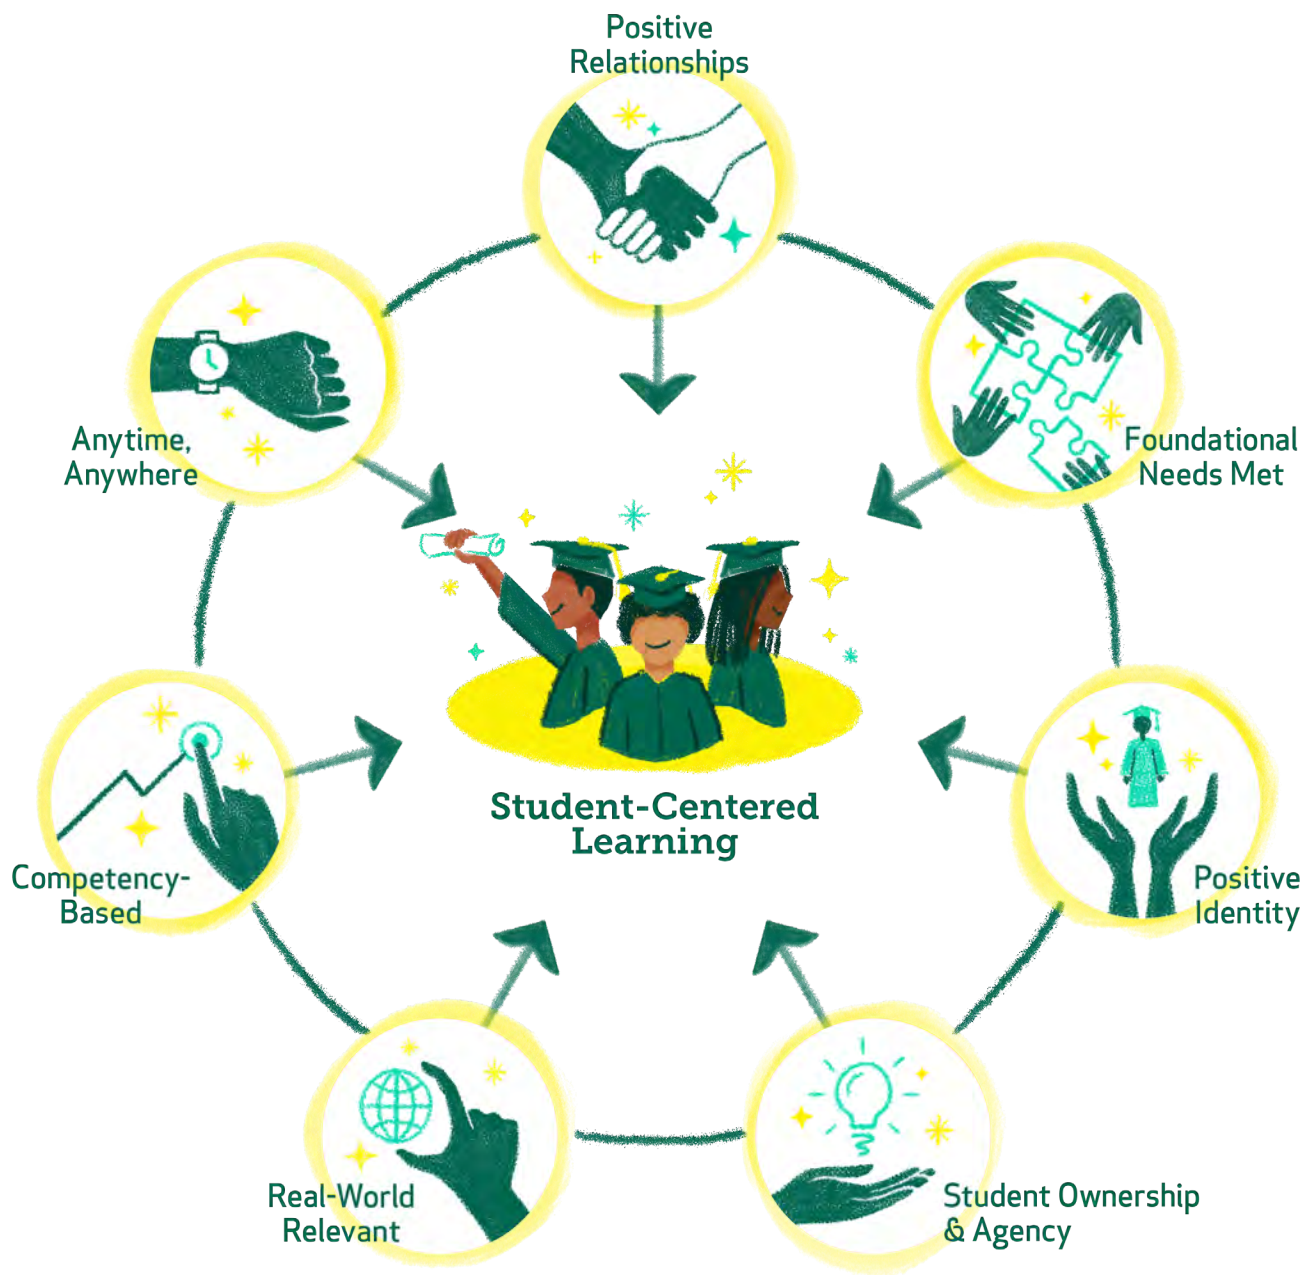 Positive
Relationships
Foundational
Needs Met
Positive
Identity
Student Ownership
& Agency
Real-World
Relevant
Competency-
Based
Anytime,
Anywhere
Student-Centered
Learning